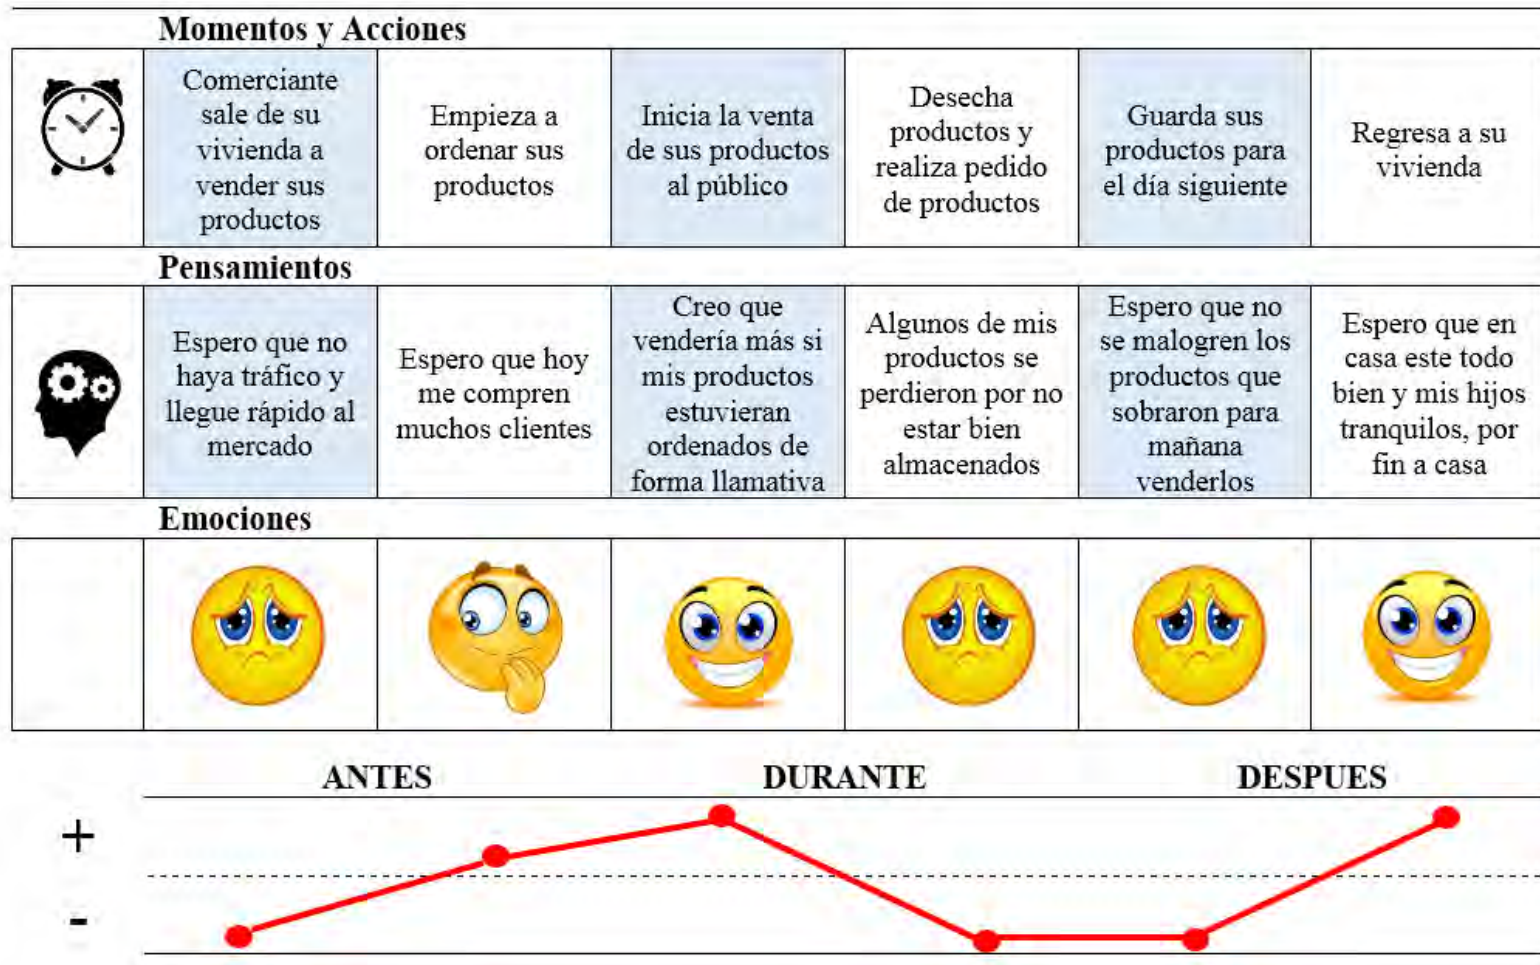 Momentos y Acciones
Comerciante
sale de su
vivienda a
vender sus
productos
Empieza a
ordenar sus
productos
Inicia la venta
de sus productos
al público
Desecha
productos y
realiza pedido
de productos
Guarda sus
productos para
el día siguiente
Regresa a su
vivienda
Pensamientos
Espero que no
haya tráfico y
llegue rápido al
mercado
Espero que hoy
me compren
muchos clientes
Creo que
vendería más si
mis productos
estuvieran
ordenados de
forma llamativa
Algunos de mis
productos se
perdieron por no
estar bien
almacenados
Espero que no
se malogren los
productos que
sobraron para
mañana
venderlos
Espero que en
casa este todo
bien y mis hijos
tranquilos, por
fin a casa
Emociones
ANTES
DURANTE
DESPUES
+
-